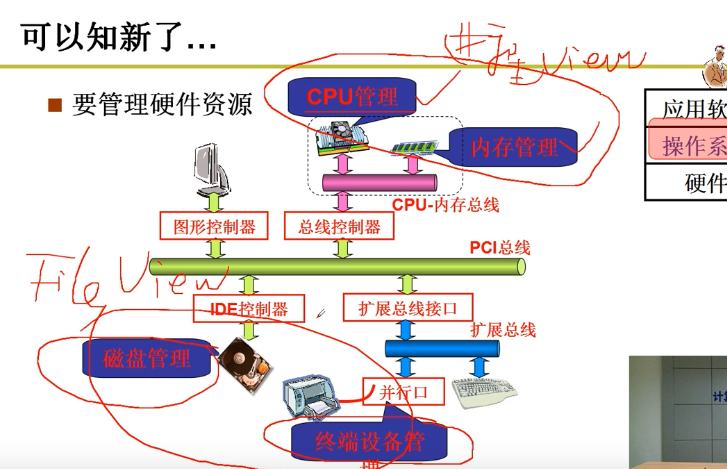 可以知新了...
进程view
■ 要管理硬件资源
CPU管理
应用软
内存管理
操作系
硬件
CPU-内存总线
图形控制器
总线控制器
PCI总线
File View
IDE控制器
扩展总线接口
扩展总线
磁盘管理
并行口
终端设备管
理